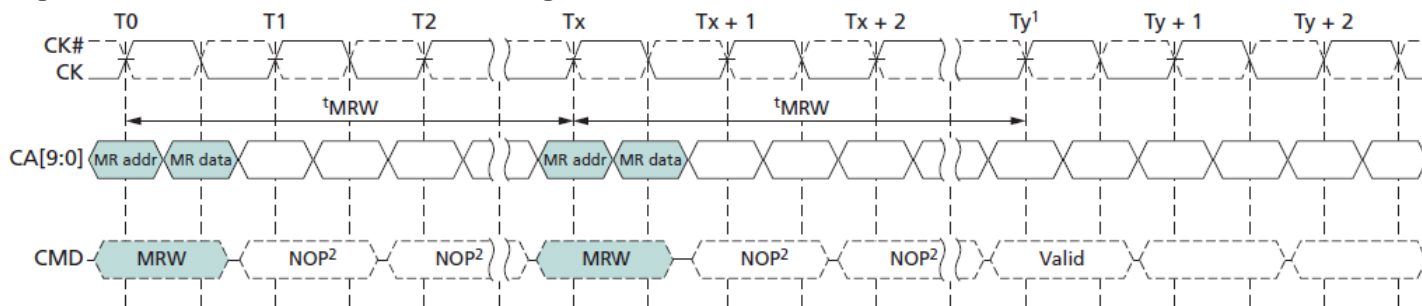 T0 T1 T2 Tx Tx + 1 Tx + 2 Ty¹ Ty + 1 Ty + 2
CK#
CK
ᵗMRW ᵗMRW
CA[9:0] MR addr MR data MR addr MR data
CMD MRW NOP² NOP² MRW NOP² NOP² Valid